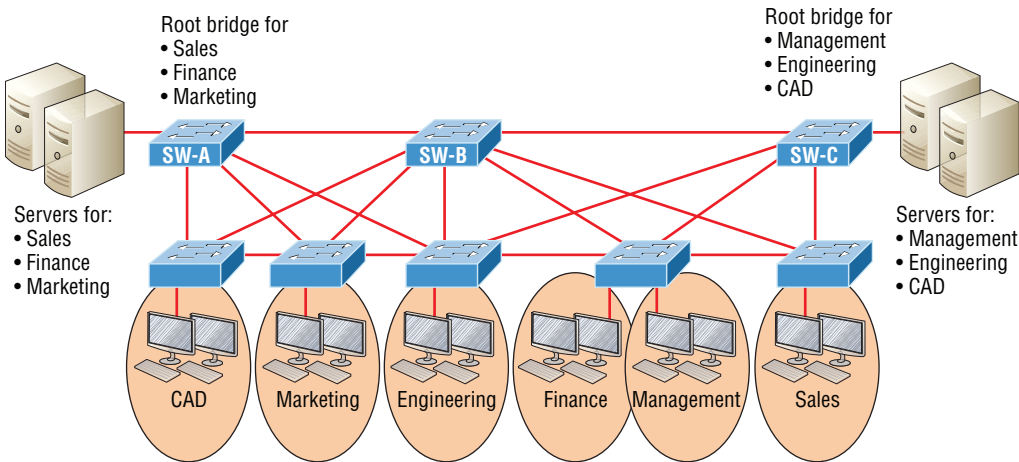 Root bridge for
• Sales
• Finance
• Marketing
Root bridge for
• Management
• Engineering
• CAD
SW-A
SW-B
SW-C
Servers for:
• Sales
• Finance
• Marketing
Servers for:
• Management
• Engineering
• CAD
CAD
Marketing
Engineering
Finance
Management
Sales